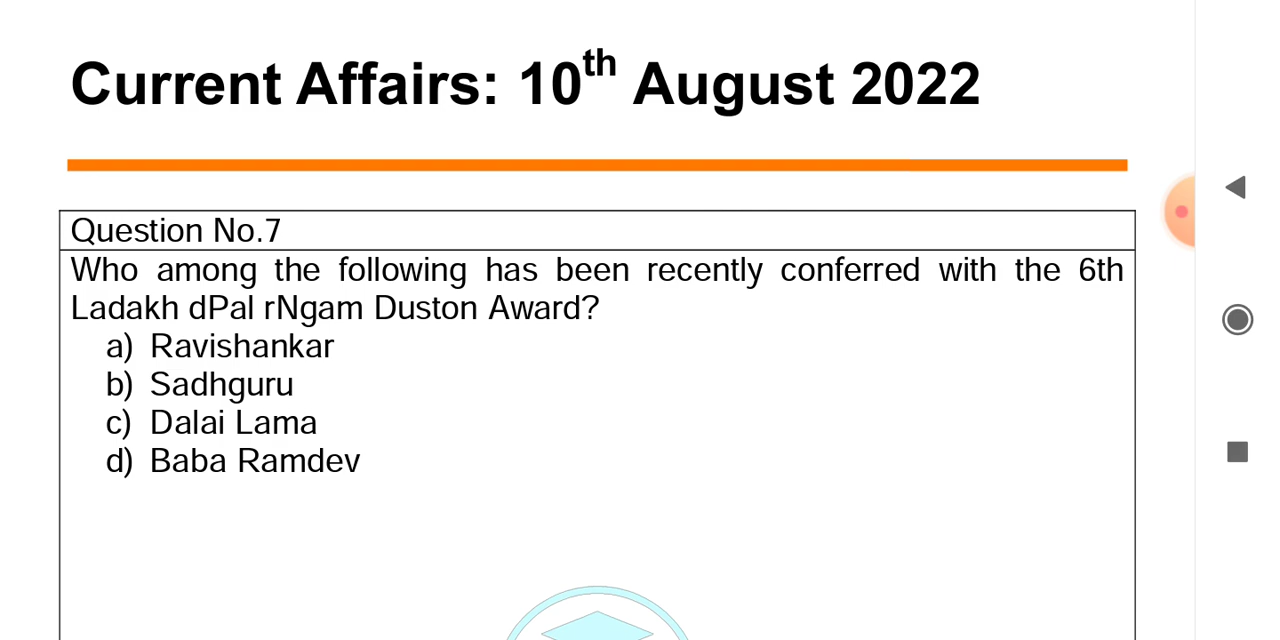 Current Affairs: 10th August 2022
Question No.7
Who among the following has been recently conferred with the 6th
Ladakh dPal rNgam Duston Award?
a) Ravishankar
b) Sadhguru
c) Dalai Lama
d) Baba Ramdev